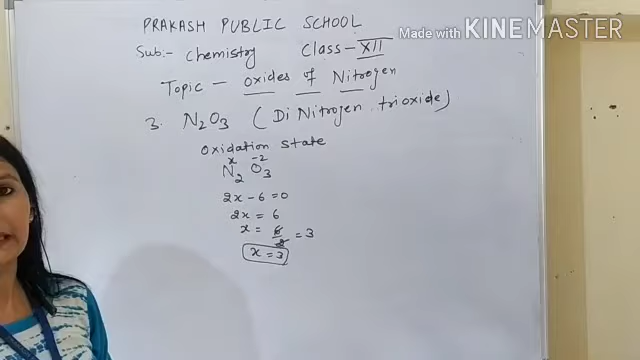 PRAKASH PUBLIC SCHOOL
Made with KINEMASTER
Sub:- Chemistry Class - XII
Topic - Oxides of Nitrogen
3. N2O3 (Di Nitrogen trioxide)
Oxidation state
x -2
N2 O3
2x - 6 = 0
2x = 6
x = 6/2 = 3
x = 3